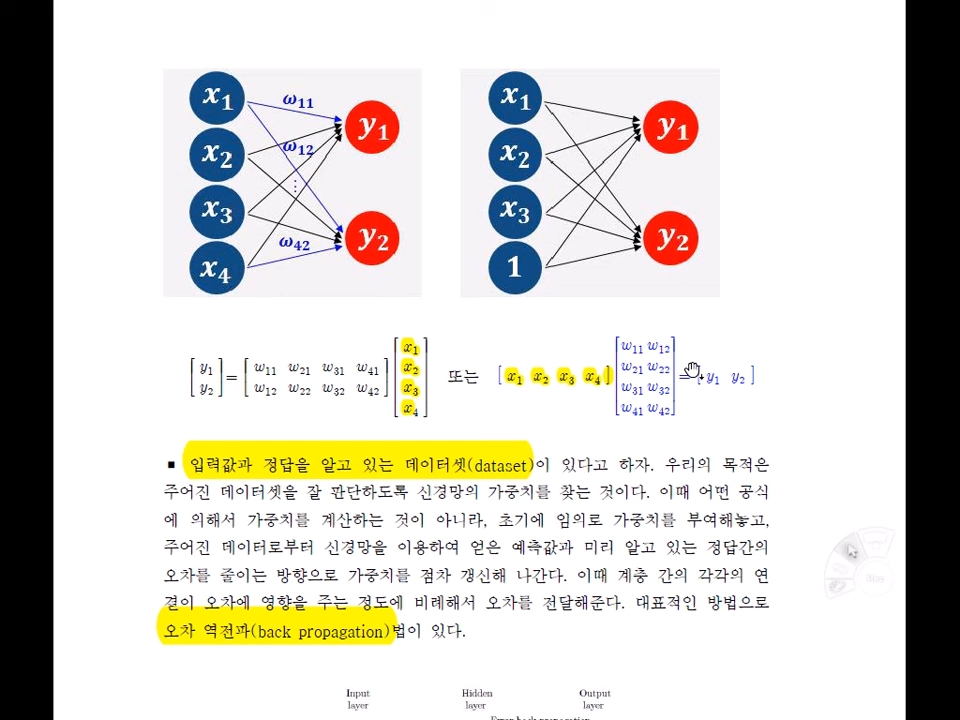 x1 ω11 y1
x2 ω12
x3 ⋮ y2
x4 ω42
x1 y1
x2
x3 y2
1
[y1 y2] = [w11 w21 w31 w41 w12 w22 w32 w42] [x1 x2 x3 x4] 또는 [x1 x2 x3 x4] [w11 w12 w21 w22 w31 w32 w41 w42] = [y1 y2]
■ 입력값과 정답을 알고 있는 데이터셋(dataset)이 있다고 하자. 우리의 목적은
주어진 데이터셋을 잘 판단하도록 신경망의 가중치를 찾는 것이다. 이때 어떤 공식
에 의해서 가중치를 계산하는 것이 아니라, 초기에 임의로 가중치를 부여해놓고,
주어진 데이터로부터 신경망을 이용하여 얻은 예측값과 미리 알고 있는 정답간의
오차를 줄이는 방향으로 가중치를 점차 갱신해 나간다. 이때 계층 간의 각각의 연
결이 오차에 영향을 주는 정도에 비례해서 오차를 전달해준다. 대표적인 방법으로
오차 역전파(back propagation)법이 있다.
Input Hidden Output
layer layer layer
Error back propagation